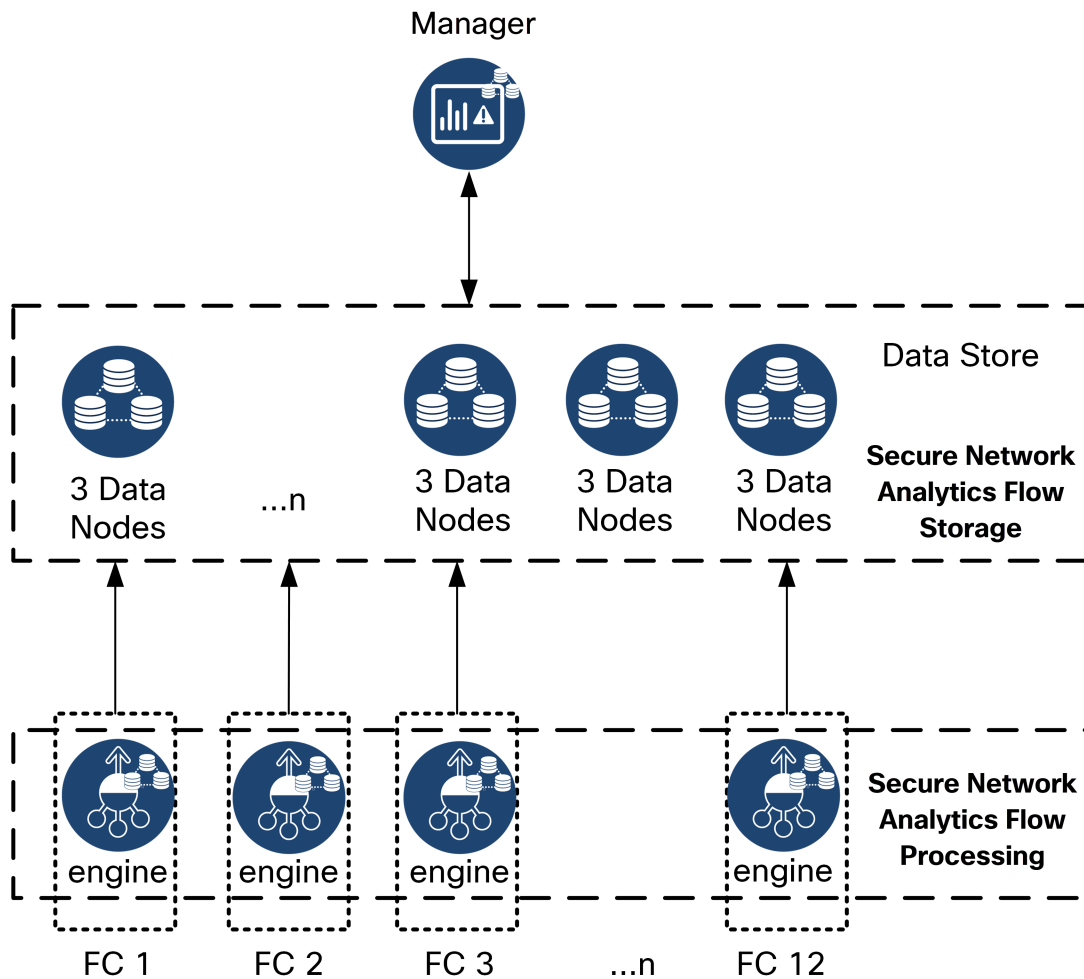 Manager
Data Store
3 Data
Nodes
...n
3 Data
Nodes
3 Data
Nodes
3 Data
Nodes
Secure Network
Analytics Flow
Storage
engine
engine
engine
engine
Secure Network
Analytics Flow
Processing
FC 1
FC 2
FC 3
...n
FC 12